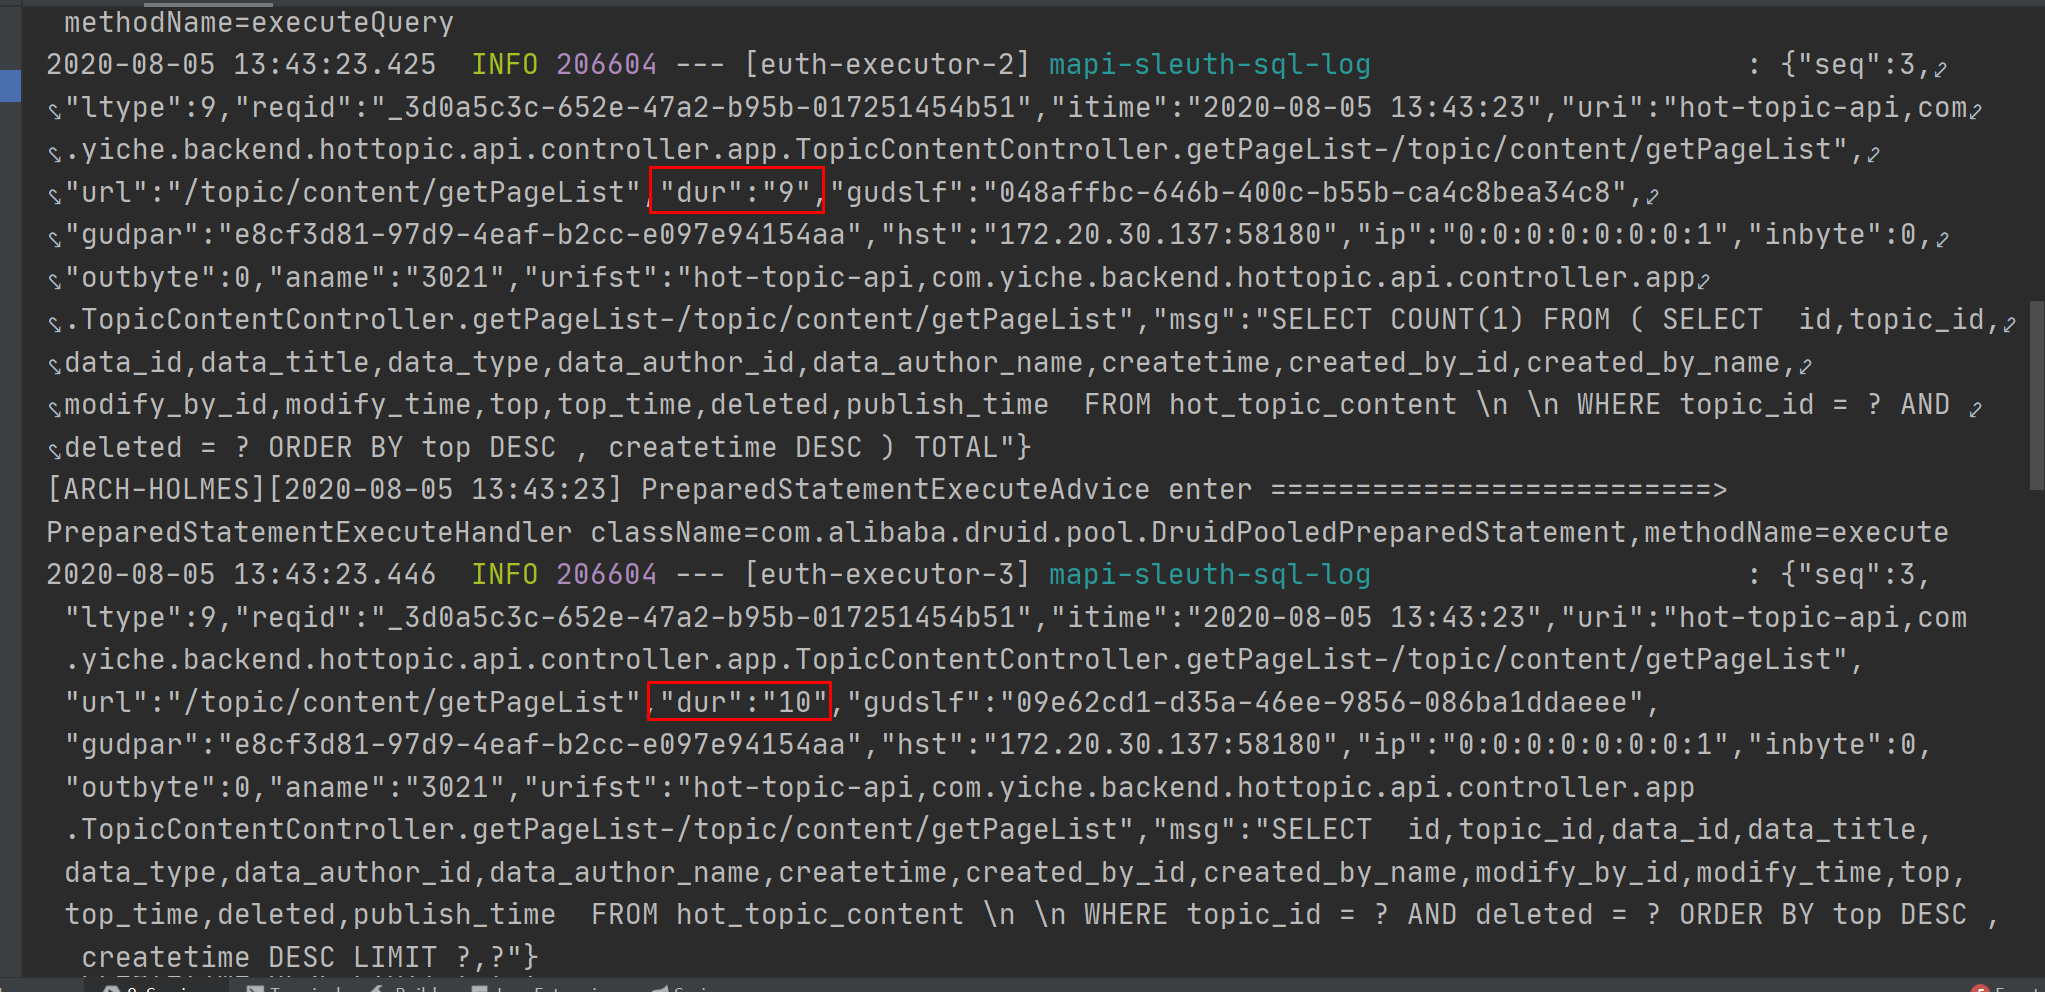 methodName=executeQuery
2020-08-05 13:43:23.425  INFO 206604 --- [euth-executor-2] mapi-sleuth-sql-log                      : {"seq":3,
"ltype":9,"reqid":"_3d0a5c3c-652e-47a2-b95b-017251454b51","itime":"2020-08-05 13:43:23","uri":"hot-topic-api,com
.yiche.backend.hottopic.api.controller.app.TopicContentController.getPageList-/topic/content/getPageList",
"url":"/topic/content/getPageList","dur":"9","gudslf":"048affbc-646b-400c-b55b-ca4c8bea34c8",
"gudpar":"e8cf3d81-97d9-4eaf-b2cc-e097e94154aa","hst":"172.20.30.137:58180","ip":"0:0:0:0:0:0:0:1","inbyte":0,
"outbyte":0,"aname":"3021","urifst":"hot-topic-api,com.yiche.backend.hottopic.api.controller.app
.TopicContentController.getPageList-/topic/content/getPageList","msg":"SELECT COUNT(1) FROM ( SELECT  id,topic_id,
data_id,data_title,data_type,data_author_id,data_author_name,createtime,created_by_id,created_by_name,
modify_by_id,modify_time,top,top_time,deleted,publish_time  FROM hot_topic_content \n \n WHERE topic_id = ? AND
deleted = ? ORDER BY top DESC , createtime DESC ) TOTAL"}
[ARCH-HOLMES][2020-08-05 13:43:23] PreparedStatementExecuteAdvice enter ==========================>
PreparedStatementExecuteHandler className=com.alibaba.druid.pool.DruidPooledPreparedStatement,methodName=execute
2020-08-05 13:43:23.446  INFO 206604 --- [euth-executor-3] mapi-sleuth-sql-log                      : {"seq":3,
"ltype":9,"reqid":"_3d0a5c3c-652e-47a2-b95b-017251454b51","itime":"2020-08-05 13:43:23","uri":"hot-topic-api,com
.yiche.backend.hottopic.api.controller.app.TopicContentController.getPageList-/topic/content/getPageList",
"url":"/topic/content/getPageList","dur":"10","gudslf":"09e62cd1-d35a-46ee-9856-086ba1ddaeee",
"gudpar":"e8cf3d81-97d9-4eaf-b2cc-e097e94154aa","hst":"172.20.30.137:58180","ip":"0:0:0:0:0:0:0:1","inbyte":0,
"outbyte":0,"aname":"3021","urifst":"hot-topic-api,com.yiche.backend.hottopic.api.controller.app
.TopicContentController.getPageList-/topic/content/getPageList","msg":"SELECT  id,topic_id,data_id,data_title,
data_type,data_author_id,data_author_name,createtime,created_by_id,created_by_name,modify_by_id,modify_time,top,
top_time,deleted,publish_time  FROM hot_topic_content \n \n WHERE topic_id = ? AND deleted = ? ORDER BY top DESC ,
createtime DESC LIMIT ?,?"}